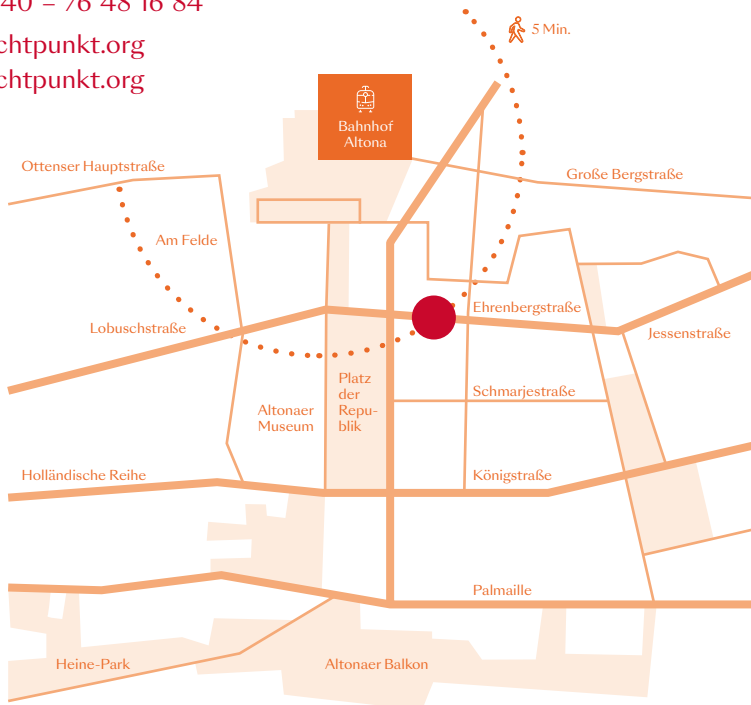 40 – 76 48 16 84
chtpunkt.org
chtpunkt.org
5 Min.
Bahnhof
Altona
Ottenser Hauptstraße
Große Bergstraße
Am Felde
Lobuschstraße
Ehrenbergstraße
Jessenstraße
Platz
der
Repu-
blik
Altonaer
Museum
Schmarjestraße
Holländische Reihe
Königstraße
Palmaille
Heine-Park
Altonaer Balkon